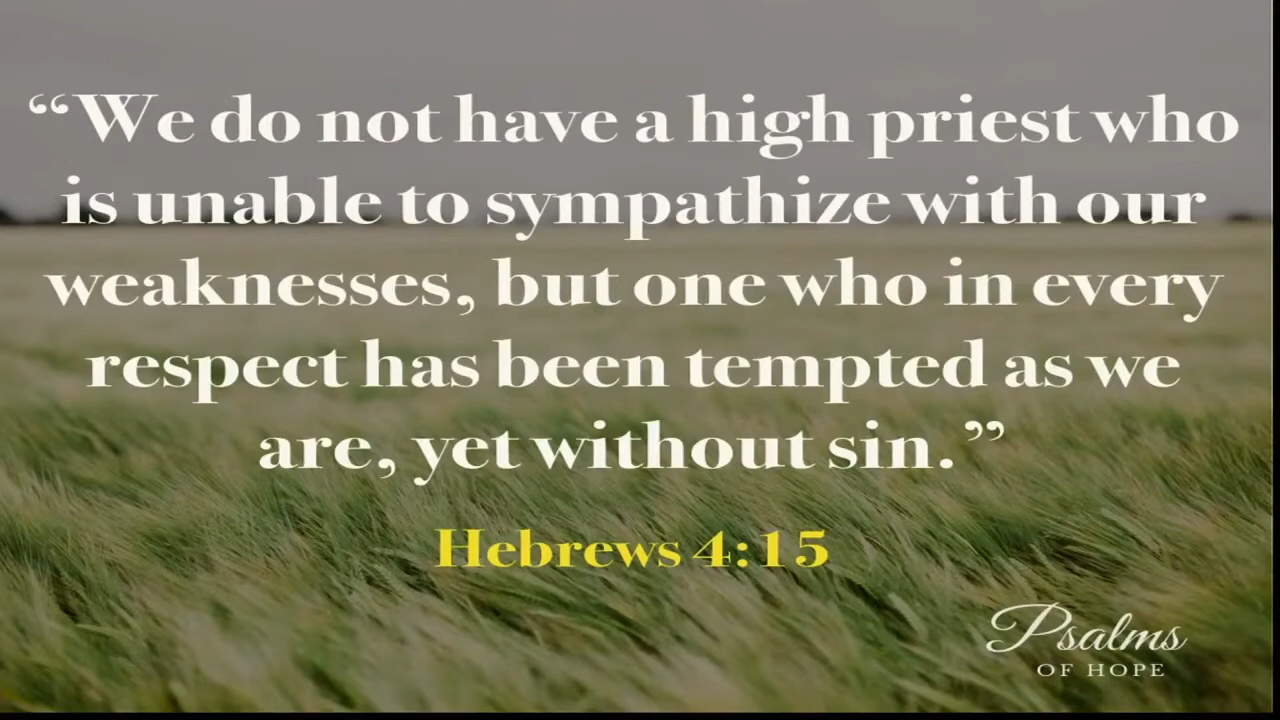 “We do not have a high priest who
is unable to sympathize with our
weaknesses, but one who in every
respect has been tempted as we
are, yet without sin.”
Hebrews 4:15
Psalms
OF HOPE